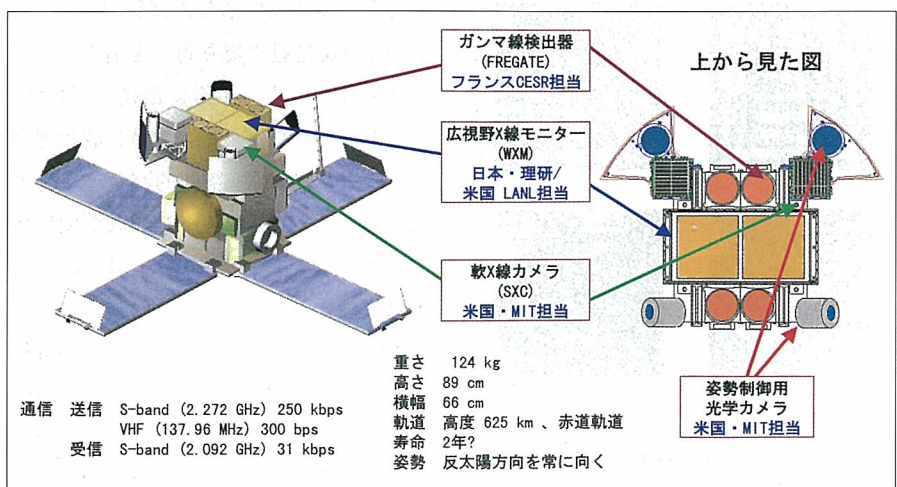 ガンマ線検出器
(FREGATE)
フランスCESR担当
上から見た図
広視野X線モニター
(WXM)
日本・理研/
米国 LANL担当
軟X線カメラ
(SXC)
米国・MIT担当
姿勢制御用
光学カメラ
米国・MIT担当
通信 送信 S-band (2.272 GHz) 250 kbps
VHF (137.96 MHz) 300 bps
受信 S-band (2.092 GHz) 31 kbps
重さ 124 kg
高さ 89 cm
横幅 66 cm
軌道 高度 625 km 、赤道軌道
寿命 2年?
姿勢 反太陽方向を常に向く